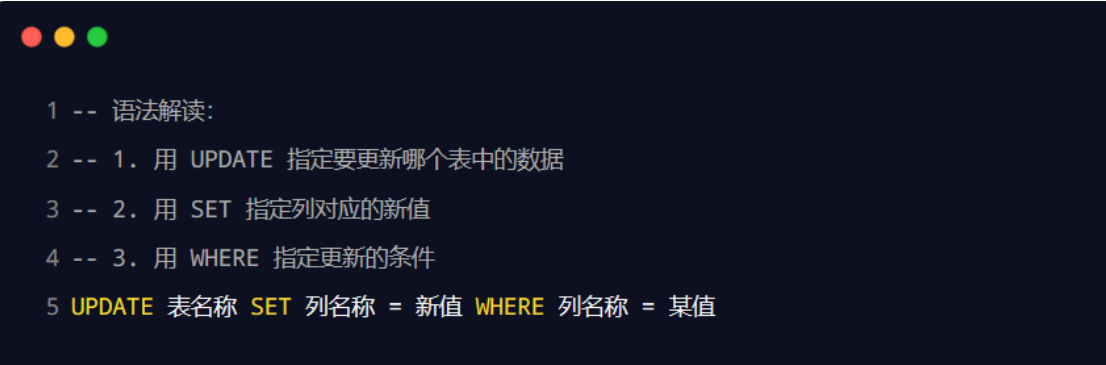 1 -- 语法解读：
2 -- 1. 用 UPDATE 指定要更新哪个表中的数据
3 -- 2. 用 SET 指定列对应的新值
4 -- 3. 用 WHERE 指定更新的条件
5 UPDATE 表名称 SET 列名称 = 新值 WHERE 列名称 = 某值